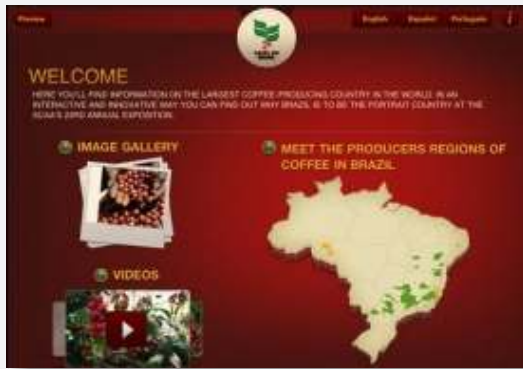 English Español Português i
WELCOME
HERE YOU'LL FIND INFORMATION ON THE LARGEST COFFEE PRODUCING COUNTRY IN THE WORLD. IN AN
INTERACTIVE AND INNOVATIVE WAY YOU CAN FIND OUT WHY BRAZIL IS TO BE THE PORTRAIT COUNTRY AT THE
SCAA'S 23RD ANNUAL EXPOSITION.
IMAGE GALLERY
MEET THE PRODUCERS REGIONS OF
COFFEE IN BRAZIL
VIDEOS